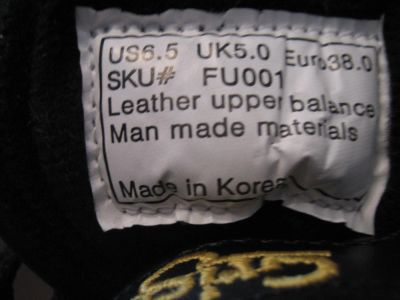 US6.5 UK5.0 Euro38.0
SKU# FU001
Leather upper balance
Man made materials
Made in Korea